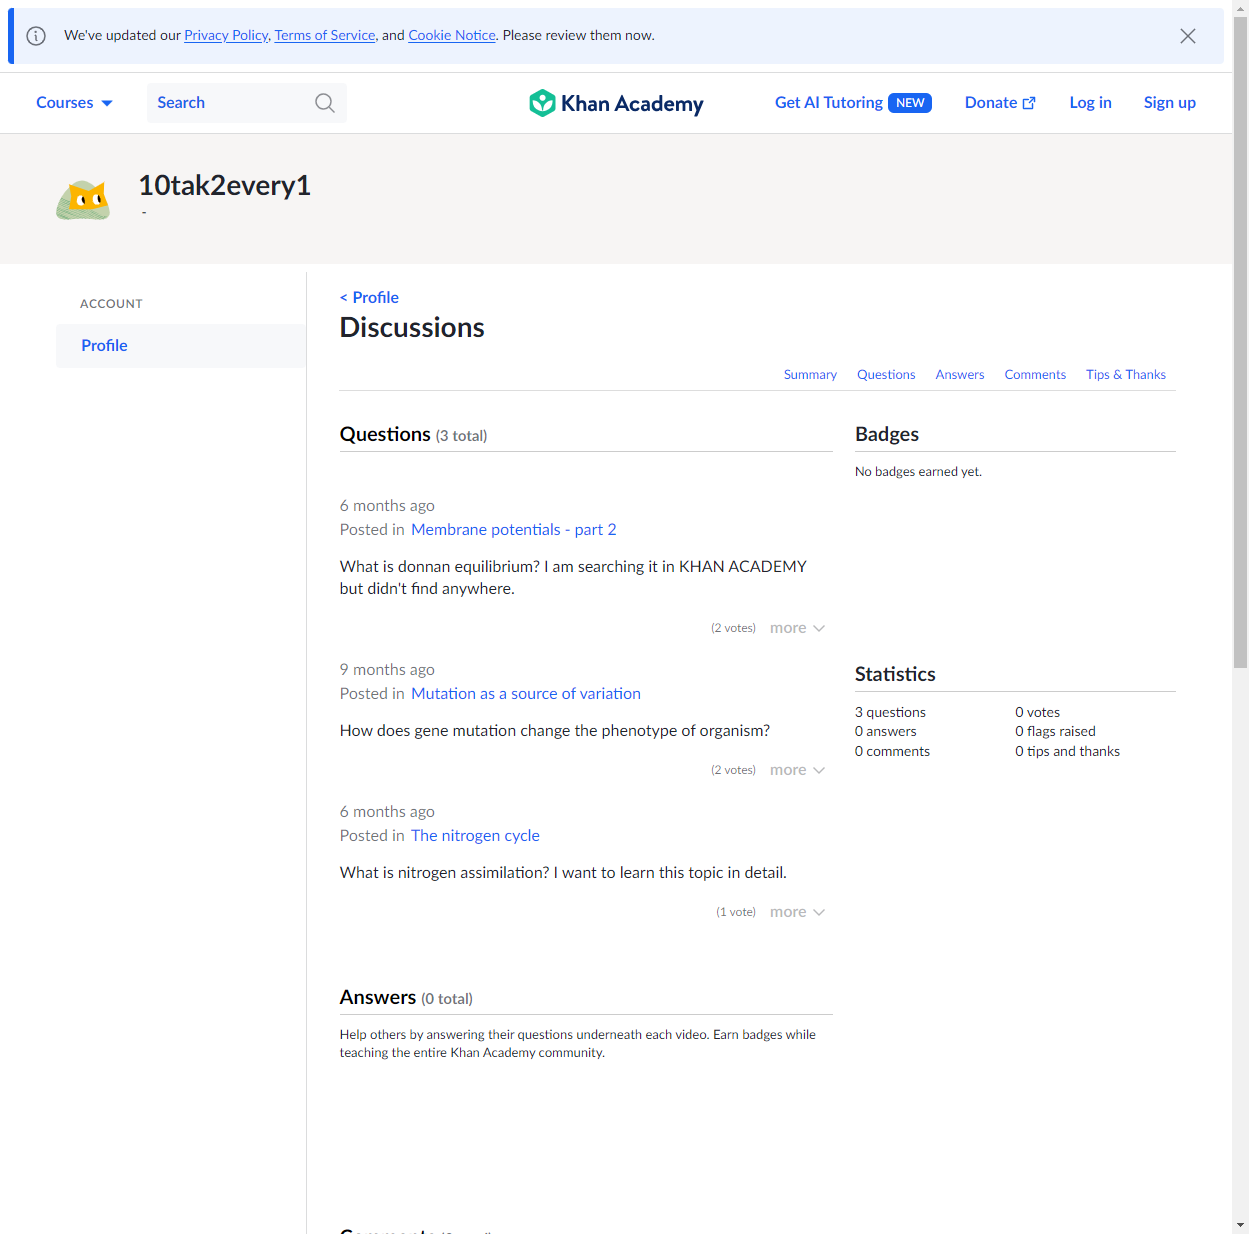 We've updated our Privacy Policy, Terms of Service, and Cookie Notice. Please review them now.
Courses
Search
Khan Academy
Get AI Tutoring NEW
Donate
Log in
Sign up
10tak2every1
-
ACCOUNT
Profile
< Profile
Discussions
Summary
Questions
Answers
Comments
Tips & Thanks
Questions (3 total)
6 months ago
Posted in Membrane potentials - part 2
What is donnan equilibrium? I am searching it in KHAN ACADEMY
but didn't find anywhere.
(2 votes) more
9 months ago
Posted in Mutation as a source of variation
How does gene mutation change the phenotype of organism?
(2 votes) more
6 months ago
Posted in The nitrogen cycle
What is nitrogen assimilation? I want to learn this topic in detail.
(1 vote) more
Answers (0 total)
Help others by answering their questions underneath each video. Earn badges while
teaching the entire Khan Academy community.
Badges
No badges earned yet.
Statistics
3 questions
0 votes
0 answers
0 flags raised
0 comments
0 tips and thanks